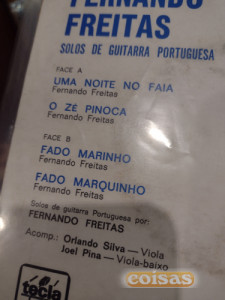 FERNANDO
FREITAS
SOLOS DE GUITARRA PORTUGUESA
FACE A
UMA NOITE NO FAIA
Fernando Freitas
O ZÉ PINOCA
Fernando Freitas
FACE B
FADO MARINHO
Fernando Freitas
FADO MARQUINHO
Fernando Freitas
Solos de guitarra Portuguesa por:
FERNANDO FREITAS
Acomp.: Orlando Silva — Viola
Joel Pina — Viola-baixo
tecla
coisas